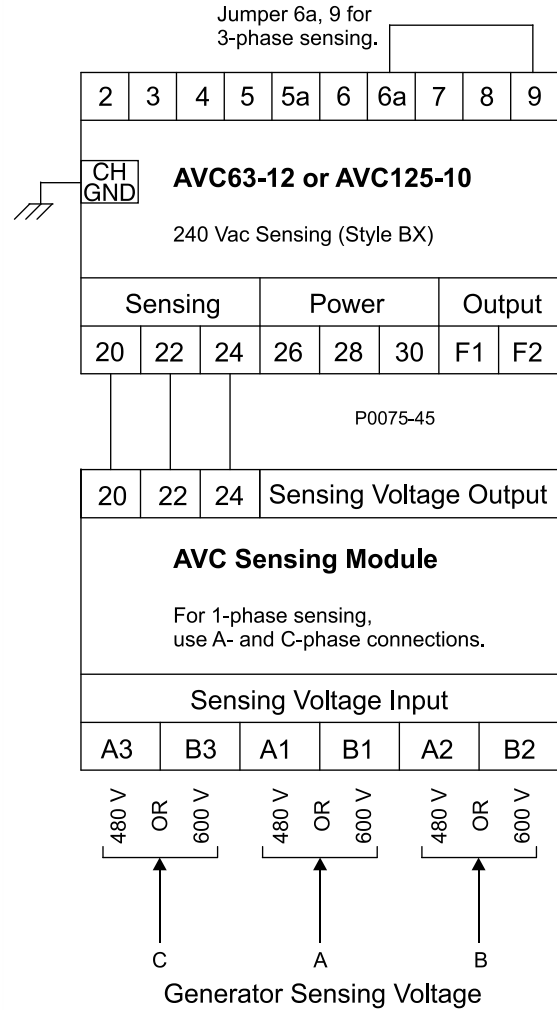 Jumper 6a, 9 for
3-phase sensing.
2 3 4 5 5a 6 6a 7 8 9
CH
GND
AVC63-12 or AVC125-10
240 Vac Sensing (Style BX)
Sensing Power Output
20 22 24 26 28 30 F1 F2
P0075-45
20 22 24 Sensing Voltage Output
AVC Sensing Module
For 1-phase sensing,
use A- and C-phase connections.
Sensing Voltage Input
A3 B3 A1 B1 A2 B2
480 V OR 600 V 480 V OR 600 V 480 V OR 600 V
C A B
Generator Sensing Voltage